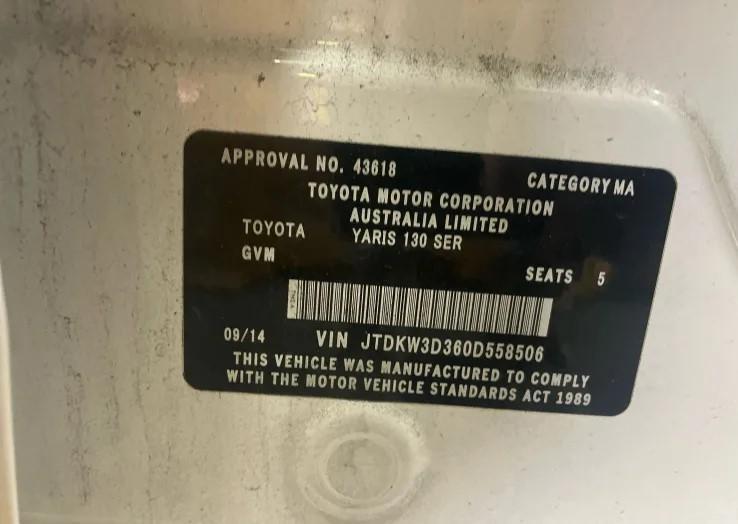 APPROVAL NO. 43618
CATEGORY MA
TOYOTA MOTOR CORPORATION
AUSTRALIA LIMITED
TOYOTA YARIS 130 SER
GVM
SEATS 5
09/14 VIN JTDKW3D360D558506
THIS VEHICLE WAS MANUFACTURED TO COMPLY
WITH THE MOTOR VEHICLE STANDARDS ACT 1989